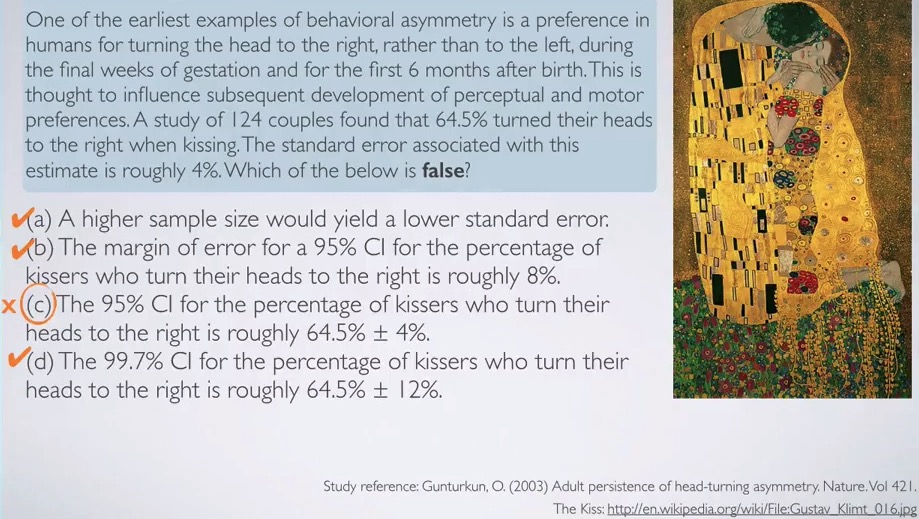 One of the earliest examples of behavioral asymmetry is a preference in
humans for turning the head to the right, rather than to the left, during
the final weeks of gestation and for the first 6 months after birth. This is
thought to influence subsequent development of perceptual and motor
preferences. A study of 124 couples found that 64.5% turned their heads
to the right when kissing. The standard error associated with this
estimate is roughly 4%. Which of the below is false?
✔(a) A higher sample size would yield a lower standard error.
✔(b) The margin of error for a 95% CI for the percentage of
kissers who turn their heads to the right is roughly 8%.
x (c) The 95% CI for the percentage of kissers who turn their
heads to the right is roughly 64.5% ± 4%.
✔(d) The 99.7% CI for the percentage of kissers who turn their
heads to the right is roughly 64.5% ± 12%.
Study reference: Gunturkun, O. (2003) Adult persistence of head-turning asymmetry. Nature. Vol 421.
The Kiss: http://en.wikipedia.org/wiki/File:Gustav_Klimt_016.jpg